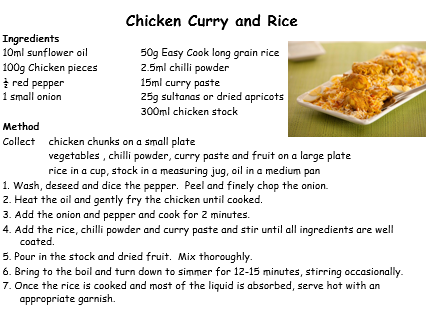 Chicken Curry and Rice
Ingredients
10ml sunflower oil
100g Chicken pieces
½ red pepper
1 small onion
50g Easy Cook long grain rice
2.5ml chilli powder
15ml curry paste
25g sultanas or dried apricots
300ml chicken stock
Method
Collect chicken chunks on a small plate
vegetables , chilli powder, curry paste and fruit on a large plate
rice in a cup, stock in a measuring jug, oil in a medium pan
1. Wash, deseed and dice the pepper. Peel and finely chop the onion.
2. Heat the oil and gently fry the chicken until cooked.
3. Add the onion and pepper and cook for 2 minutes.
4. Add the rice, chilli powder and curry paste and stir until all ingredients are well
coated.
5. Pour in the stock and dried fruit. Mix thoroughly.
6. Bring to the boil and turn down to simmer for 12-15 minutes, stirring occasionally.
7. Once the rice is cooked and most of the liquid is absorbed, serve hot with an
appropriate garnish.